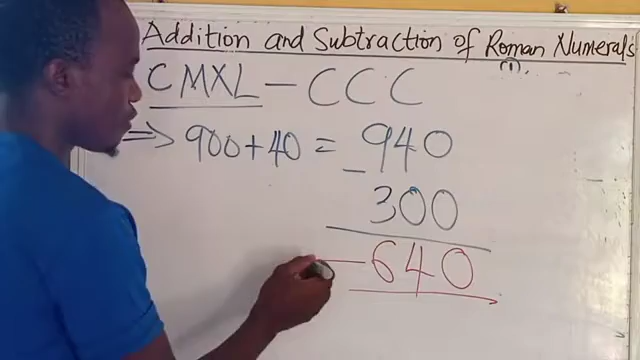 Addition and Subtraction of Roman Numerals
CMXL - CCC
⇒ 900 + 40 = 940
- 300
640